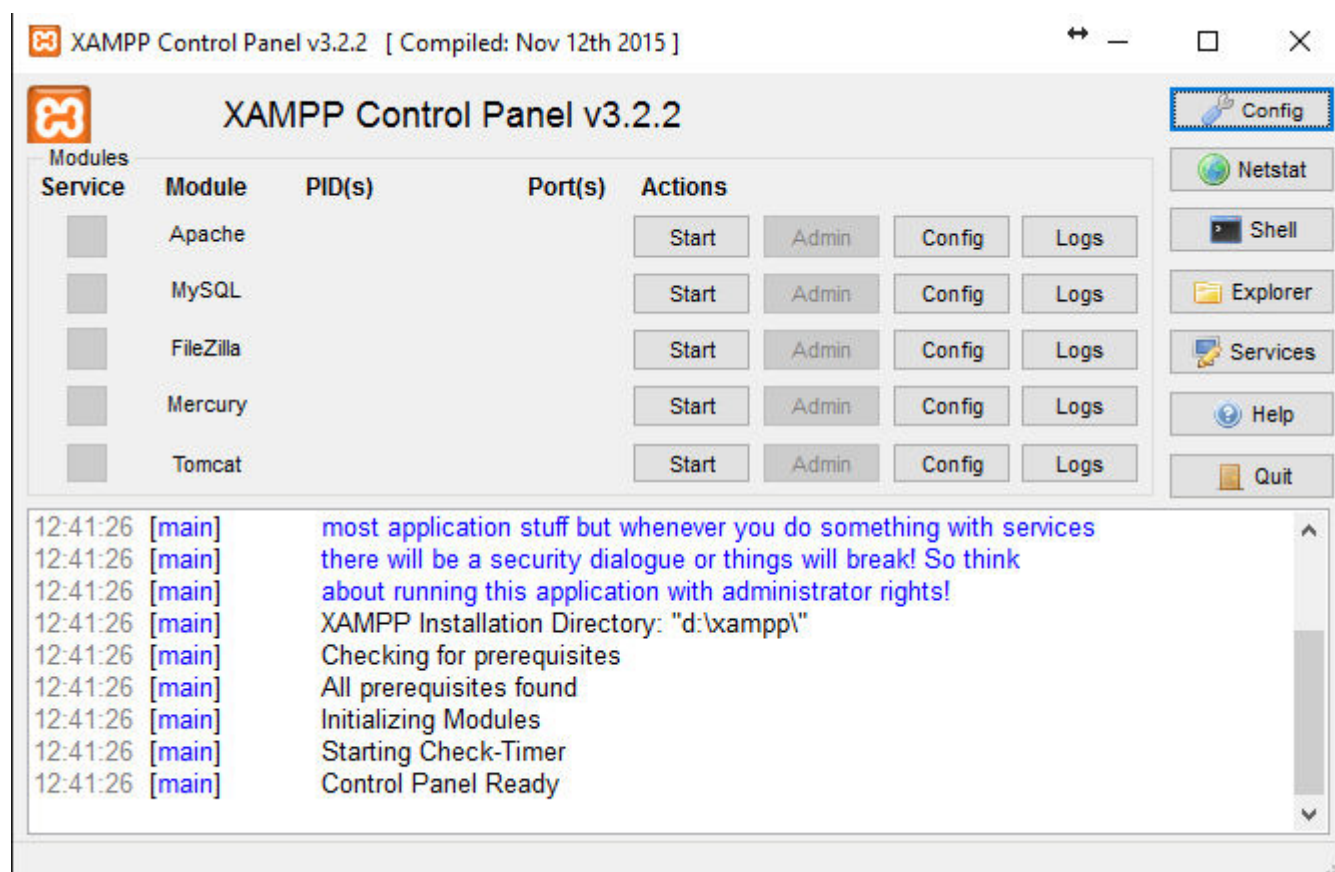 XAMPP Control Panel v3.2.2 [ Compiled: Nov 12th 2015 ]
XAMPP Control Panel v3.2.2
Config
Netstat
Shell
Explorer
Services
Help
Quit
Modules
Service Module PID(s) Port(s) Actions
Apache Start Admin Config Logs
MySQL Start Admin Config Logs
FileZilla Start Admin Config Logs
Mercury Start Admin Config Logs
Tomcat Start Admin Config Logs
12:41:26 [main] most application stuff but whenever you do something with services
12:41:26 [main] there will be a security dialogue or things will break! So think
12:41:26 [main] about running this application with administrator rights!
12:41:26 [main] XAMPP Installation Directory: "d:\xampp\"
12:41:26 [main] Checking for prerequisites
12:41:26 [main] All prerequisites found
12:41:26 [main] Initializing Modules
12:41:26 [main] Starting Check-Timer
12:41:26 [main] Control Panel Ready